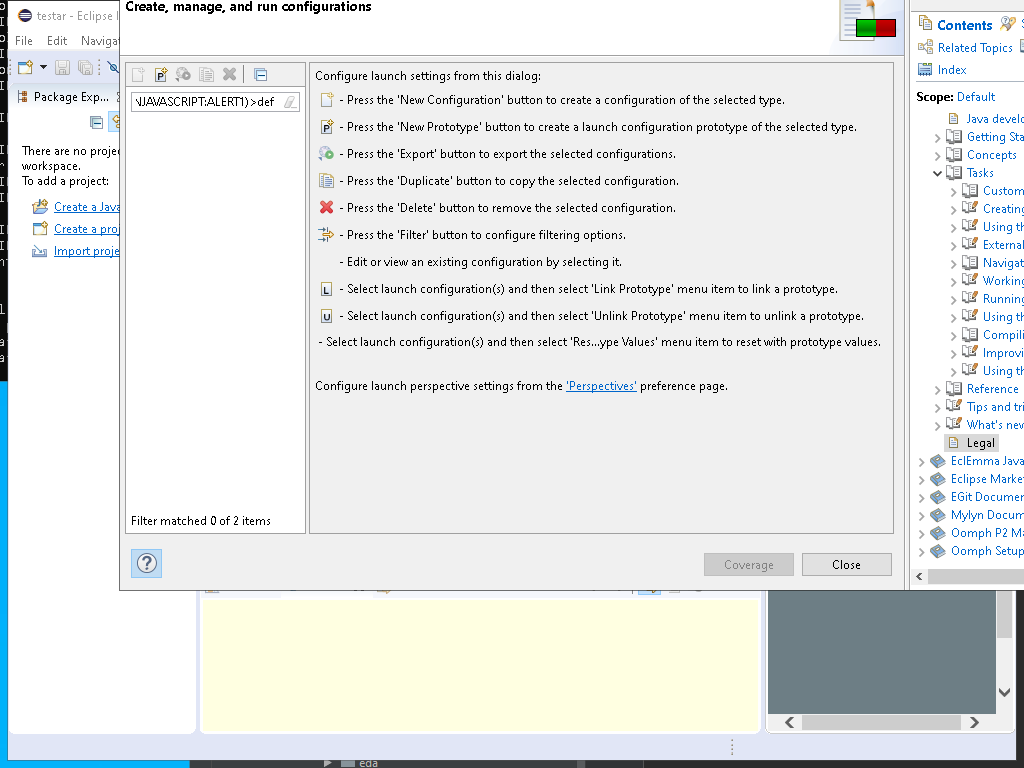 Create, manage, and run configurations
testar - Eclipse
File Edit Naviga
Package Exp...
There are no proje
workspace.
To add a project:
Create a Java
Create a proj
Import proje
\JAVASCRIPT:ALERT1)>def
Filter matched 0 of 2 items
Configure launch settings from this dialog:
- Press the 'New Configuration' button to create a configuration of the selected type.
- Press the 'New Prototype' button to create a launch configuration prototype of the selected type.
- Press the 'Export' button to export the selected configurations.
- Press the 'Duplicate' button to copy the selected configuration.
- Press the 'Delete' button to remove the selected configuration.
- Press the 'Filter' button to configure filtering options.
- Edit or view an existing configuration by selecting it.
L - Select launch configuration(s) and then select 'Link Prototype' menu item to link a prototype.
U - Select launch configuration(s) and then select 'Unlink Prototype' menu item to unlink a prototype.
- Select launch configuration(s) and then select 'Res...ype Values' menu item to reset with prototype values.
Configure launch perspective settings from the 'Perspectives' preference page.
Coverage Close
Contents
Related Topics
Index
Scope: Default
Java develo
Getting Sta
Concepts
Tasks
Custom
Creating
Using th
External
Navigat
Working
Running
Using th
Compili
Improvi
Using th
Reference
Tips and tri
What's new
Legal
EclEmma Java
Eclipse Marke
EGit Documen
Mylyn Docum
Oomph P2 Ma
Oomph Setup
eda